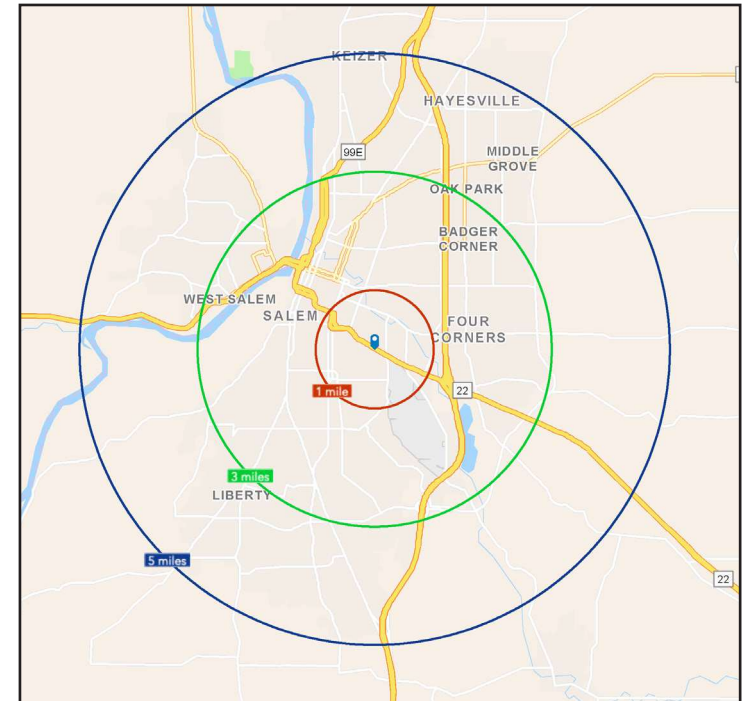 KEIZER
HAYESVILLE
99E
MIDDLE
GROVE
OAK PARK
BADGER
CORNER
WEST SALEM
SALEM
FOUR
CORNERS
1 mile
22
3 miles
LIBERTY
5 miles
22